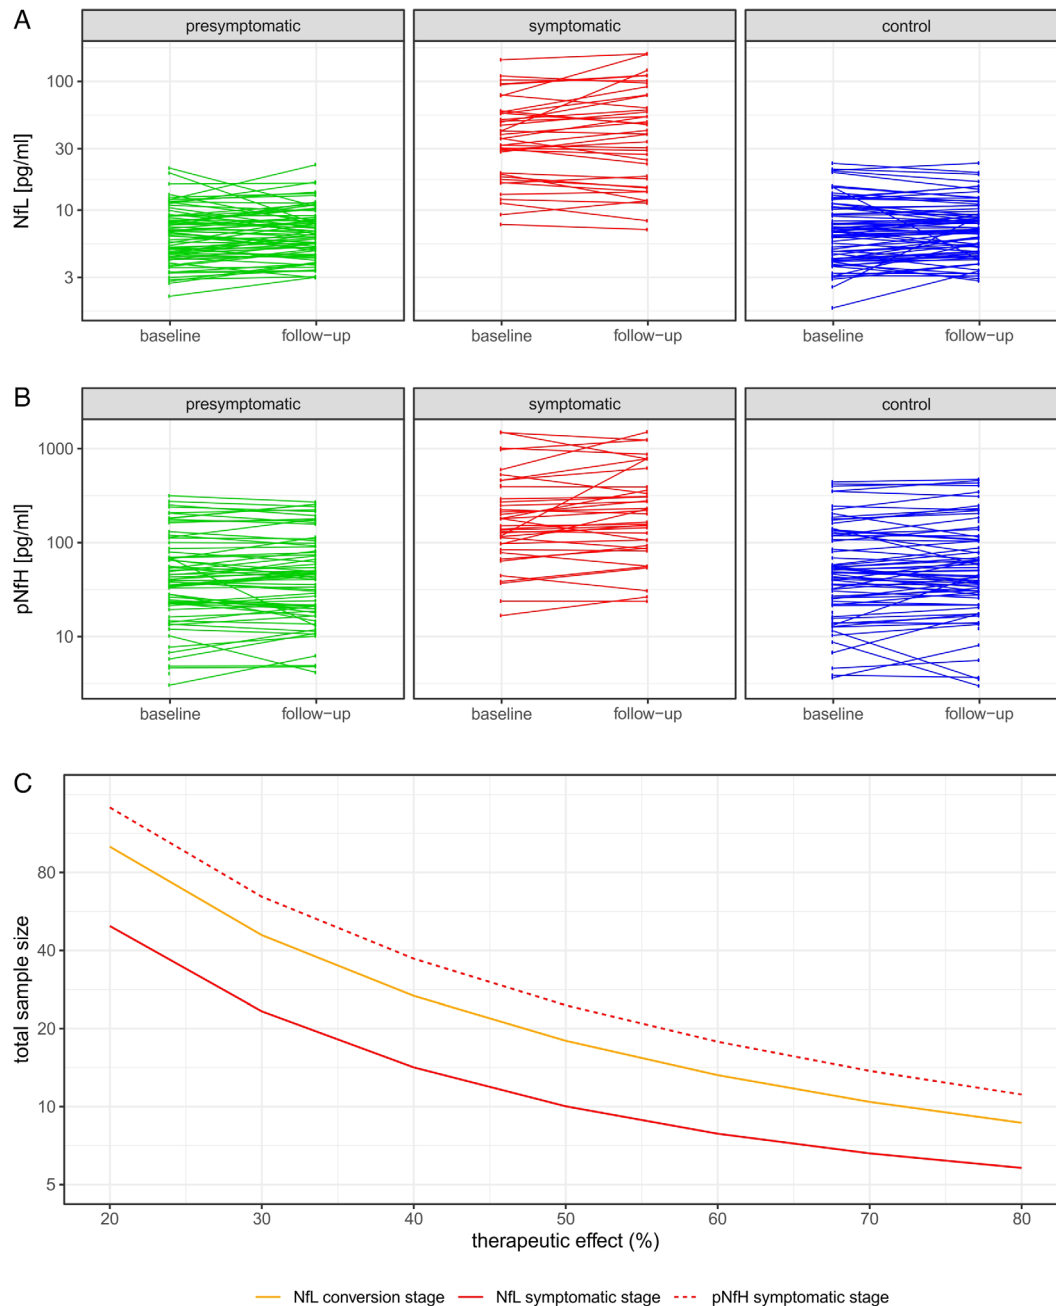 A
presymptomatic symptomatic control
NfL [pg/ml]
100
30
10
3
baseline follow−up baseline follow−up baseline follow−up
B
presymptomatic symptomatic control
pNfH [pg/ml]
1000
100
10
baseline follow−up baseline follow−up baseline follow−up
C
total sample size
80
40
20
10
5
20 30 40 50 60 70 80
therapeutic effect (%)
NfL conversion stage NfL symptomatic stage pNfH symptomatic stage